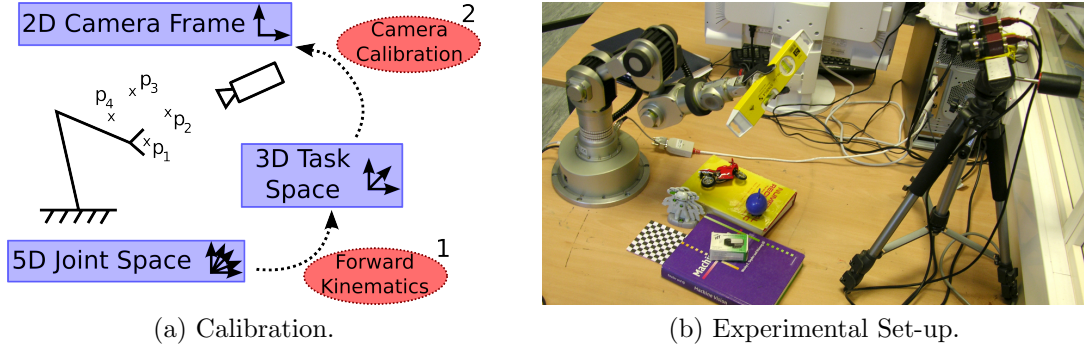 2D Camera Frame
2
Camera
Calibration
p4
p3
p2
p1
3D Task
Space
5D Joint Space
1
Forward
Kinematics
(a) Calibration.
(b) Experimental Set-up.